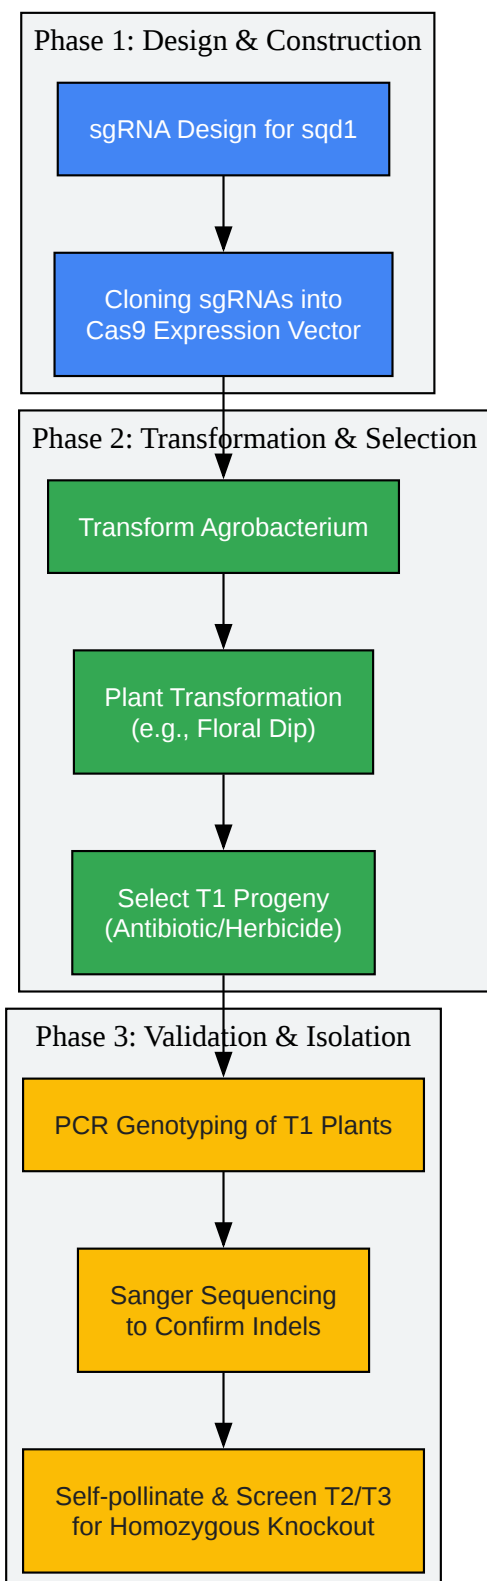 Phase 1: Design & Construction
sgRNA Design for sqd1
Cloning sgRNAs into
Cas9 Expression Vector
Phase 2: Transformation & Selection
Transform Agrobacterium
Plant Transformation
(e.g., Floral Dip)
Select T1 Progeny
(Antibiotic/Herbicide)
Phase 3: Validation & Isolation
PCR Genotyping of T1 Plants
Sanger Sequencing
to Confirm Indels
Self-pollinate & Screen T2/T3
for Homozygous Knockout